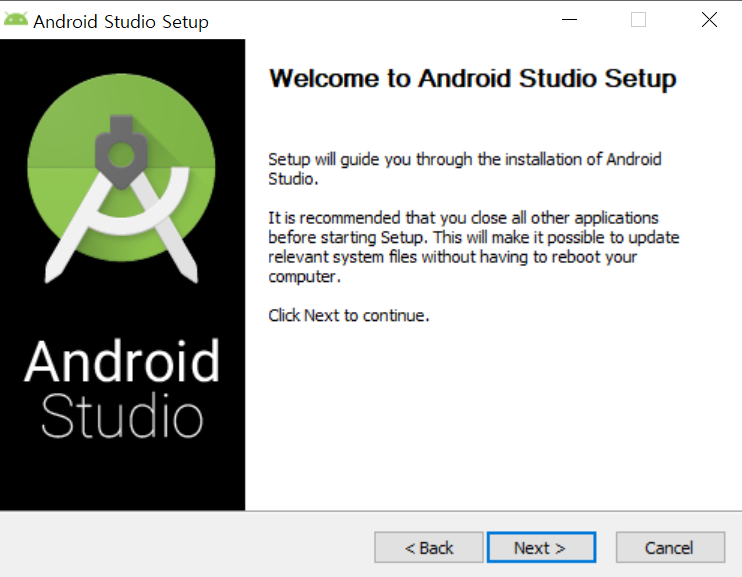 Android Studio Setup
Welcome to Android Studio Setup
Setup will guide you through the installation of Android
Studio.
It is recommended that you close all other applications
before starting Setup. This will make it possible to update
relevant system files without having to reboot your
computer.
Click Next to continue.
Android
Studio
< Back
Next >
Cancel